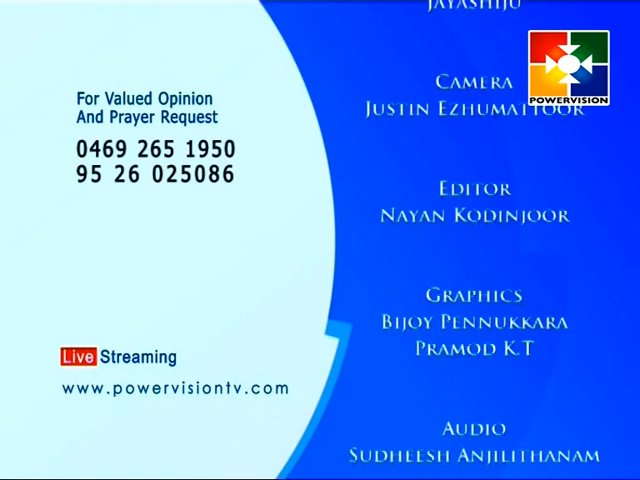 For Valued Opinion
And Prayer Request
0469 265 1950
95 26 025086
Live Streaming
www.powervisiontv.com
JAYASHIJU
CAMERA
JUSTIN EZHUMATTOOR
EDITOR
NAYAN KODINJOOR
GRAPHICS
BIJOY PENNUKKARA
PRAMOD K.T
AUDIO
SUDHEESH ANJILITHANAM
POWERVISION